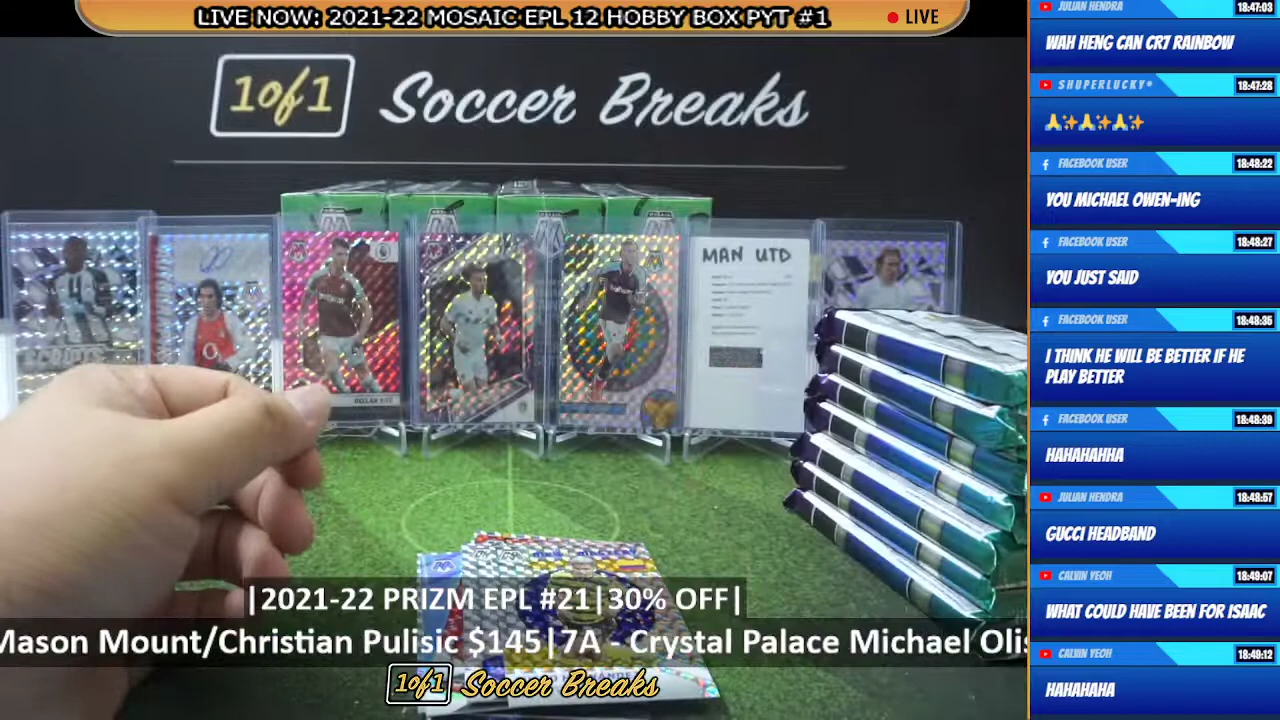 LIVE NOW: 2021-22 MOSAIC EPL 12 HOBBY BOX PYT #1
LIVE
1of1 Soccer Breaks
MAN UTD
DECLAN RICE
|2021-22 PRIZM EPL #21|30% OFF|
Mason Mount/Christian Pulisic $145|7A - Crystal Palace Michael Olis
1of1 Soccer Breaks
JULIAN HENDRA 18:47:03
WAH HENG CAN CR7 RAINBOW
SHUPERLUCKY* 18:47:28
🙏✨🙏✨🙏✨
FACEBOOK USER 18:48:22
YOU MICHAEL OWEN-ING
FACEBOOK USER 18:48:27
YOU JUST SAID
FACEBOOK USER 18:48:35
I THINK HE WILL BE BETTER IF HE
PLAY BETTER
FACEBOOK USER 18:48:39
HAHAHAHHA
JULIAN HENDRA 18:48:57
GUCCI HEADBAND
CALVIN YEOH 18:49:07
WHAT COULD HAVE BEEN FOR ISAAC
CALVIN YEOH 18:49:12
HAHAHAHA